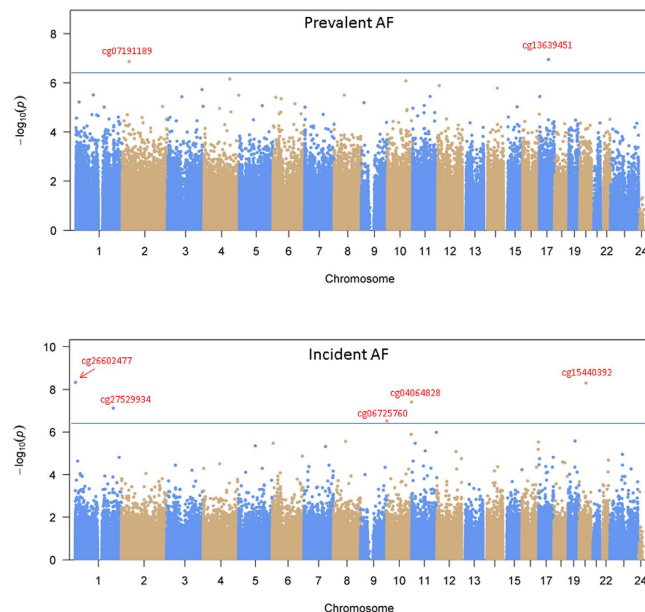 Prevalent AF
8
6
4
2
0
−log₁₀(p)
cg07191189
cg13639451
1 2 3 4 5 6 7 8 9 10 11 12 13 15 17 19 22 24
Chromosome
Incident AF
10
8
6
4
2
0
−log₁₀(p)
cg26602477
cg27529934
cg06725760
cg04064828
cg15440392
1 2 3 4 5 6 7 8 9 10 11 12 13 15 17 19 22 24
Chromosome